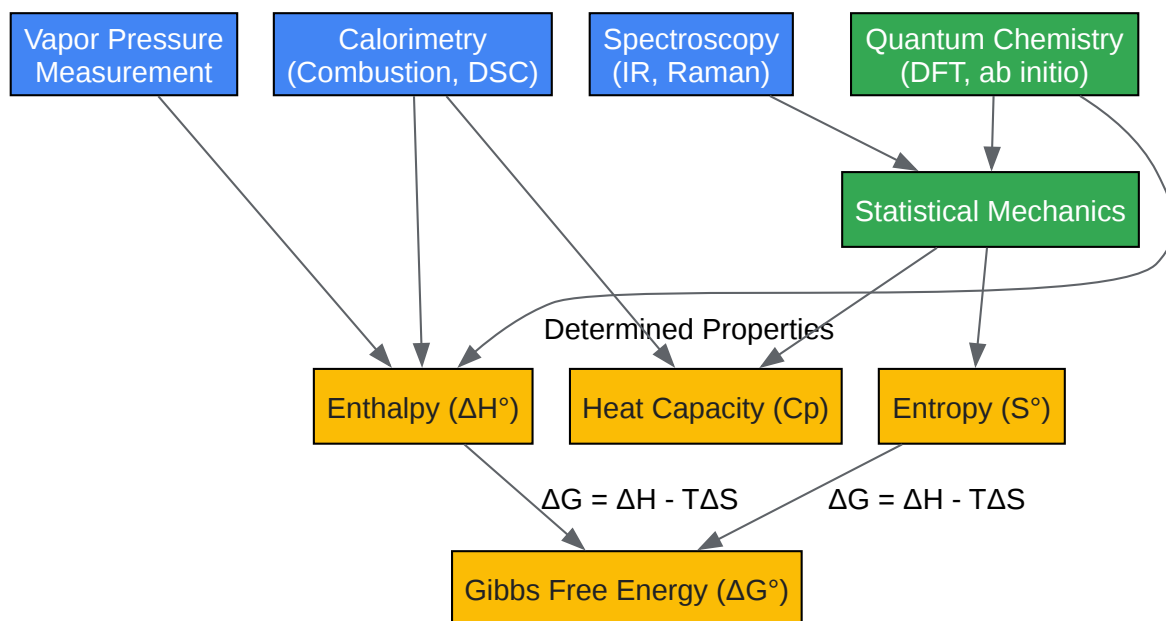 Vapor Pressure
Measurement
Calorimetry
(Combustion, DSC)
Spectroscopy
(IR, Raman)
Quantum Chemistry
(DFT, ab initio)
Statistical Mechanics
Determined Properties
Enthalpy (ΔH°)
Heat Capacity (Cp)
Entropy (S°)
ΔG = ΔH - TΔS
ΔG = ΔH - TΔS
Gibbs Free Energy (ΔG°)